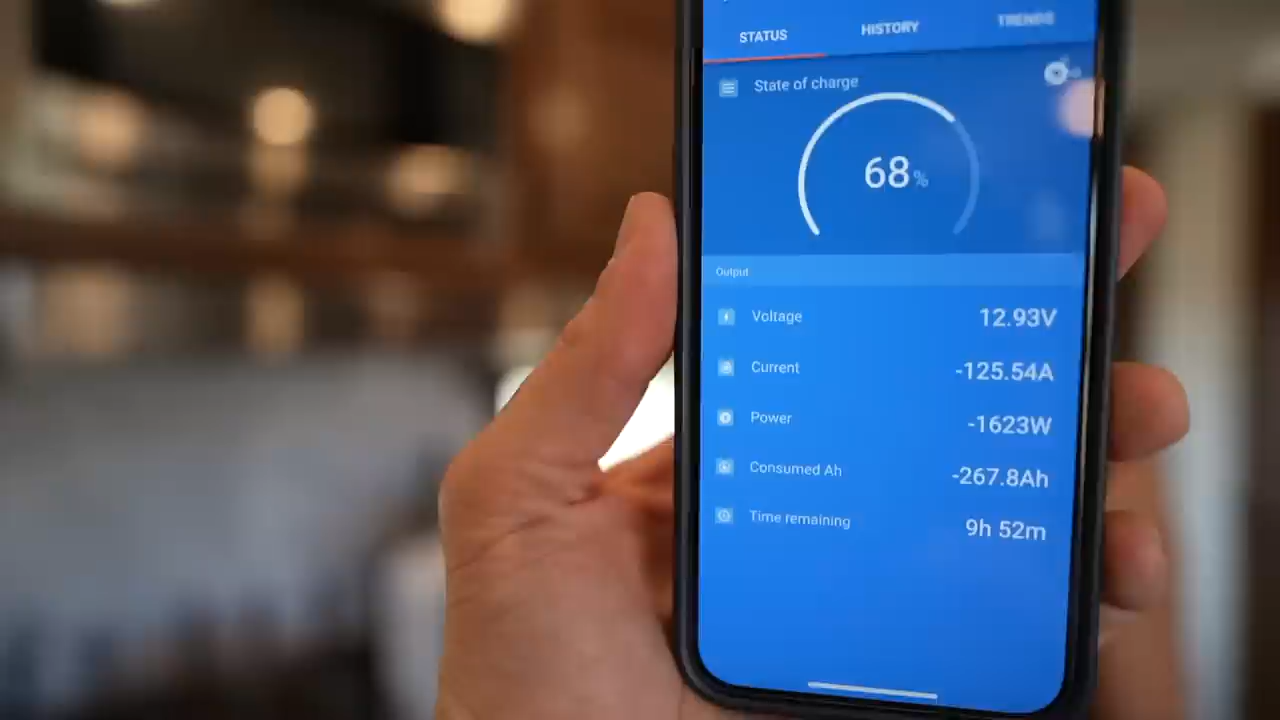 STATUS HISTORY TRENDS
State of charge
68%
Output
Voltage 12.93V
Current -125.54A
Power -1623W
Consumed Ah -267.8Ah
Time remaining 9h 52m